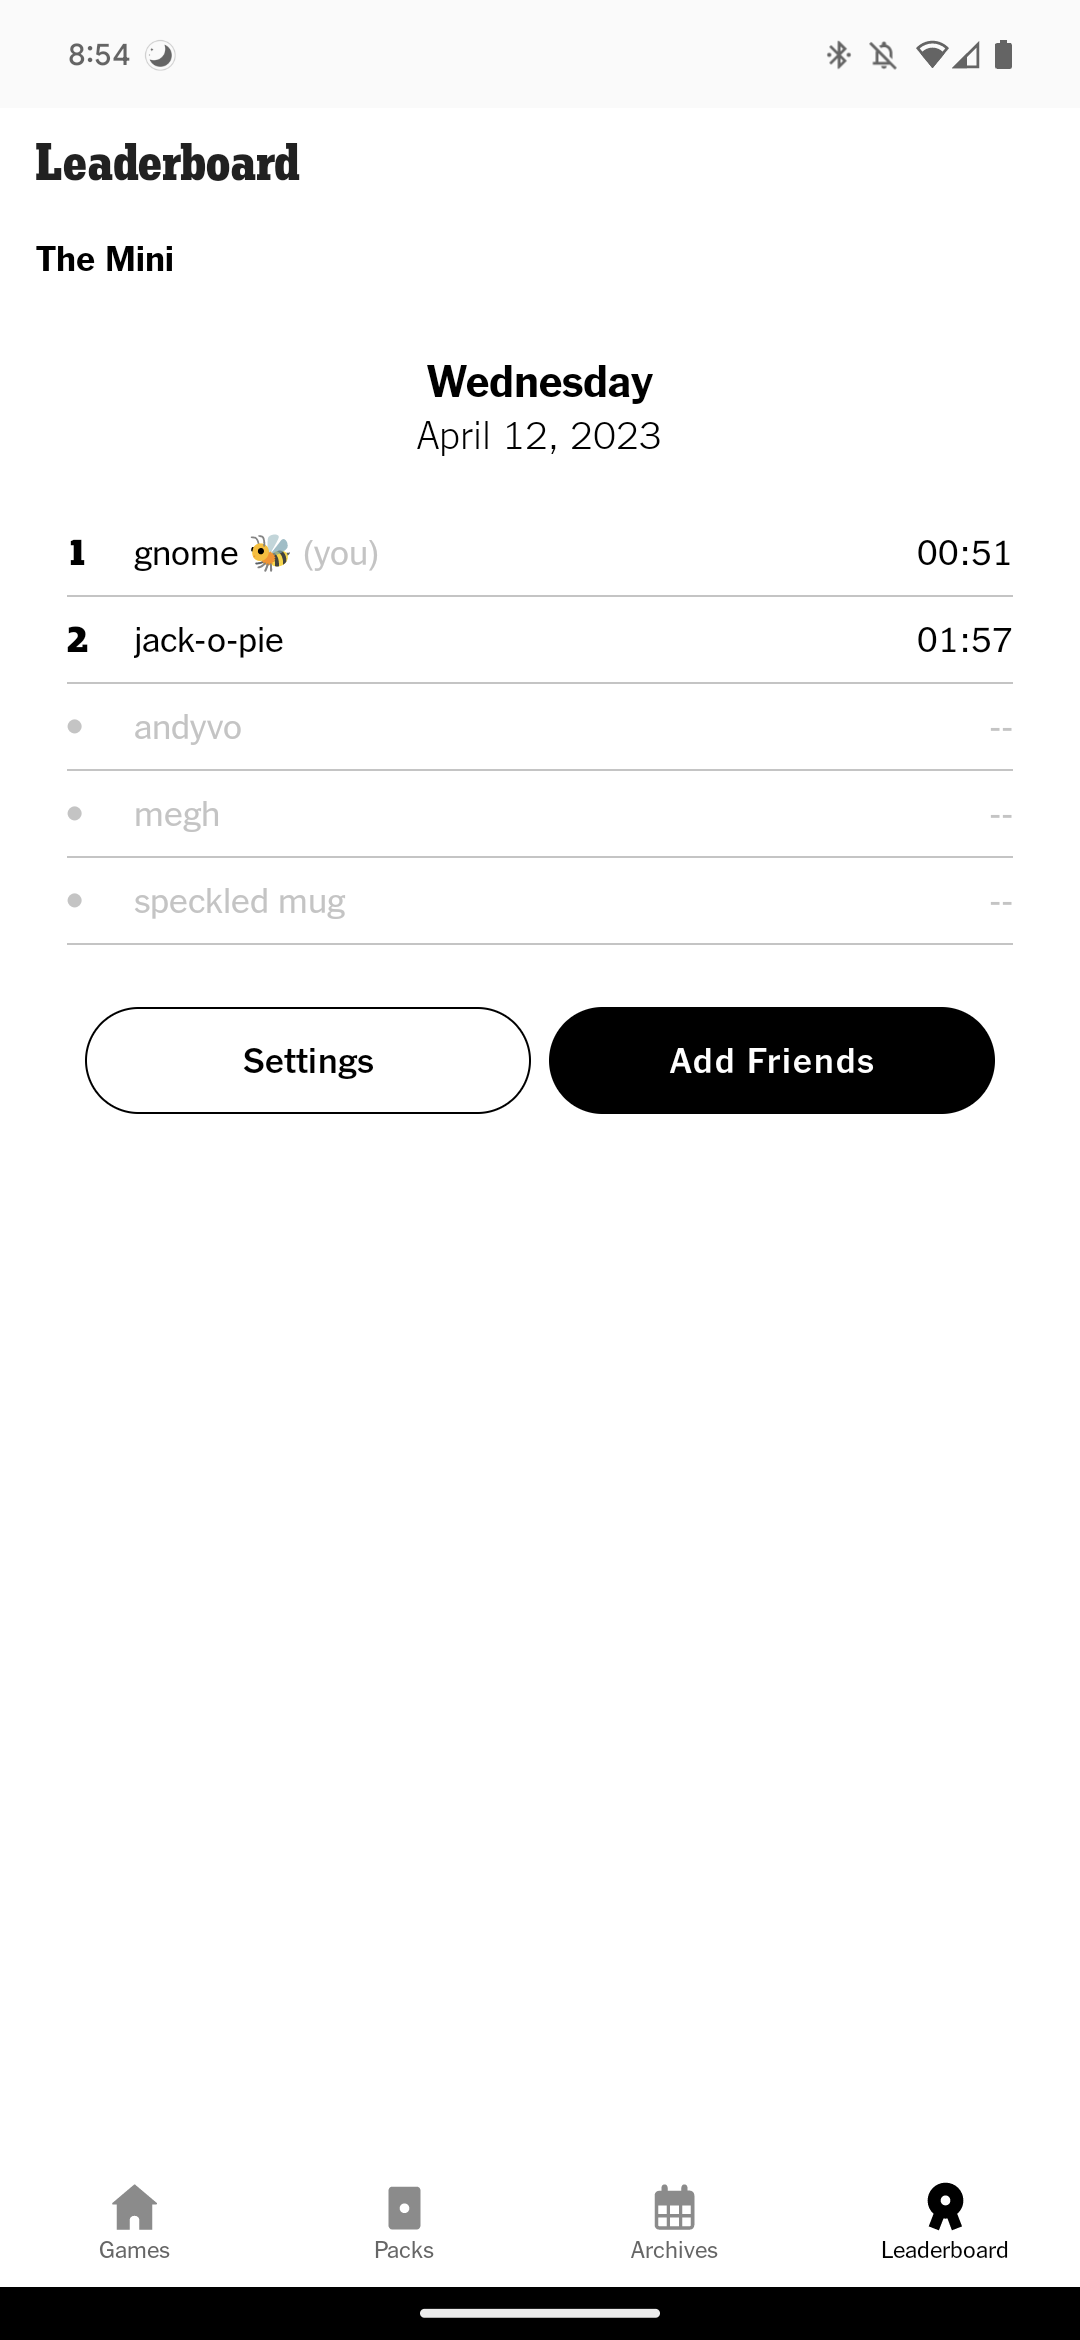 8:54
Leaderboard
The Mini
Wednesday
April 12, 2023
1 gnome 🐝 (you) 00:51
2 jack-o-pie 01:57
• andyvo --
• megh --
• speckled mug --
Settings Add Friends
Games Packs Archives Leaderboard